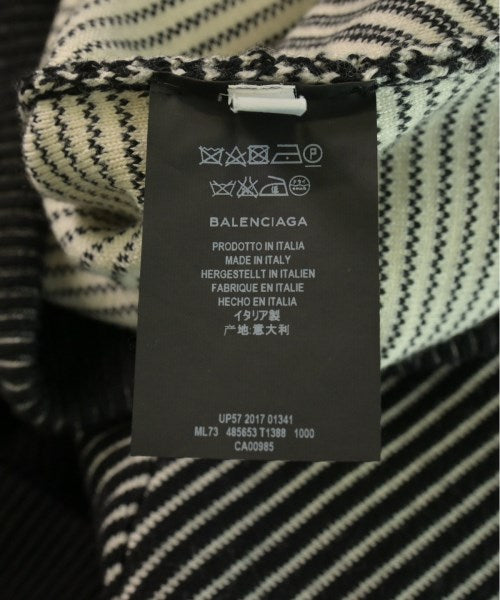 BALENCIAGA
PRODOTTO IN ITALIA
MADE IN ITALY
HERGESTELLT IN ITALIEN
FABRIQUE EN ITALIE
HECHO EN ITALIA
イタリア製
产地:意大利
UP57 2017 01341
ML73 485653 T1388 1000
CA00985